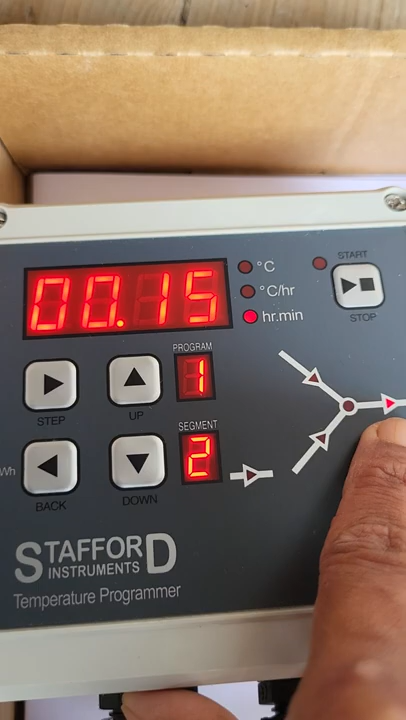 00.15
°C
°C/hr
hr.min
START
STOP
PROGRAM
1
STEP
UP
SEGMENT
2
Wh
BACK
DOWN
STAFFORD
INSTRUMENTS
Temperature Programmer